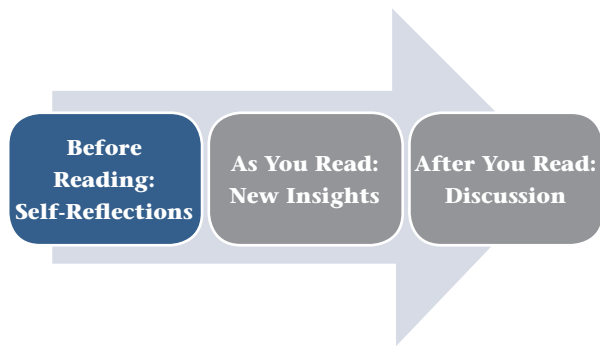 Before
Reading:
Self-Reflections
As You Read:
New Insights
After You Read:
Discussion